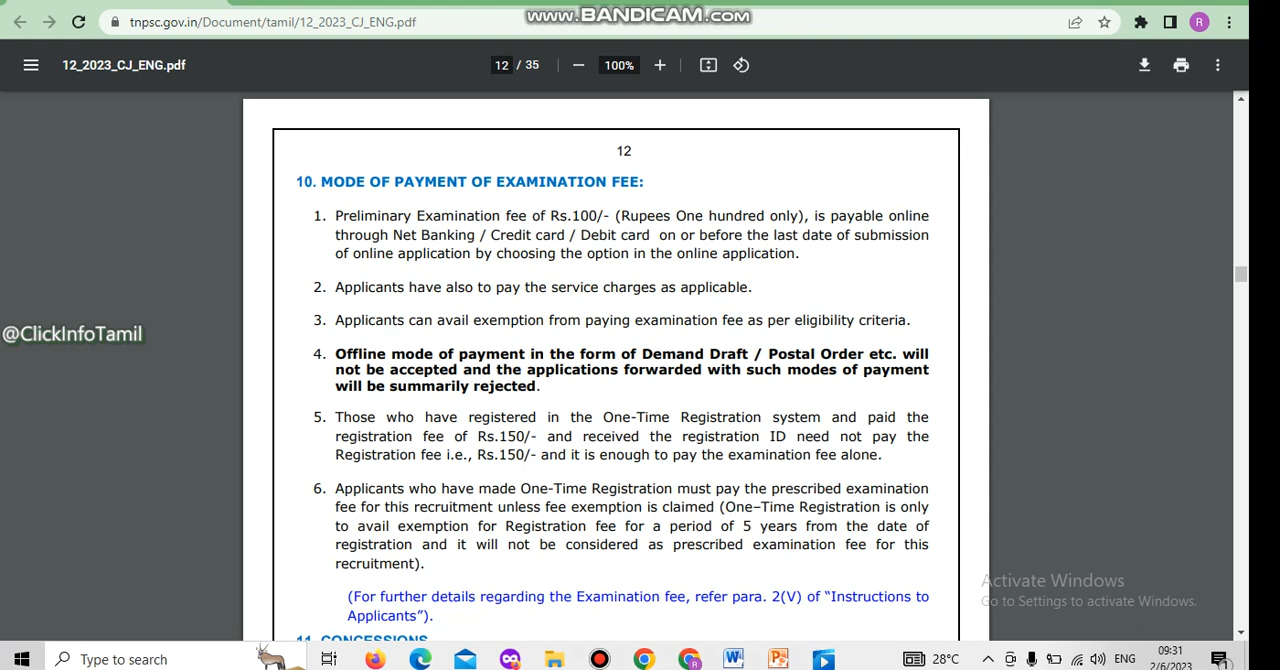 tnpsc.gov.in/Document/tamil/12_2023_CJ_ENG.pdf
www.BANDICAM.com
R
12_2023_CJ_ENG.pdf
12 / 35
100%
12
10. MODE OF PAYMENT OF EXAMINATION FEE:
1. Preliminary Examination fee of Rs.100/- (Rupees One hundred only), is payable online
through Net Banking / Credit card / Debit card on or before the last date of submission
of online application by choosing the option in the online application.
2. Applicants have also to pay the service charges as applicable.
3. Applicants can avail exemption from paying examination fee as per eligibility criteria.
@ClickInfoTamil
4. Offline mode of payment in the form of Demand Draft / Postal Order etc. will
not be accepted and the applications forwarded with such modes of payment
will be summarily rejected.
5. Those who have registered in the One-Time Registration system and paid the
registration fee of Rs.150/- and received the registration ID need not pay the
Registration fee i.e., Rs.150/- and it is enough to pay the examination fee alone.
6. Applicants who have made One-Time Registration must pay the prescribed examination
fee for this recruitment unless fee exemption is claimed (One–Time Registration is only
to avail exemption for Registration fee for a period of 5 years from the date of
registration and it will not be considered as prescribed examination fee for this
recruitment).
Activate Windows
Go to Settings to activate Windows.
(For further details regarding the Examination fee, refer para. 2(V) of “Instructions to
Applicants”).
11. CONCESSIONS
Type here to search
28°C
ENG
09:31
2/6/2023